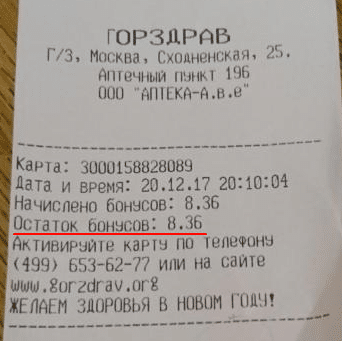 ГОРЗДРАВ
Г/З, Москва, Сходненская, 25.
Аптечный пункт 196
ООО "АПТЕКА-А.в.е"
Карта: 3000158828089
Дата и время: 20.12.17 20:10:04
Начислено бонусов: 8.36
Остаток бонусов: 8.36
Активируйте карту по телефону
(499) 653-62-77 или на сайте
www.gorzdrav.org
ЖЕЛАЕМ ЗДОРОВЬЯ В НОВОМ ГОДУ!